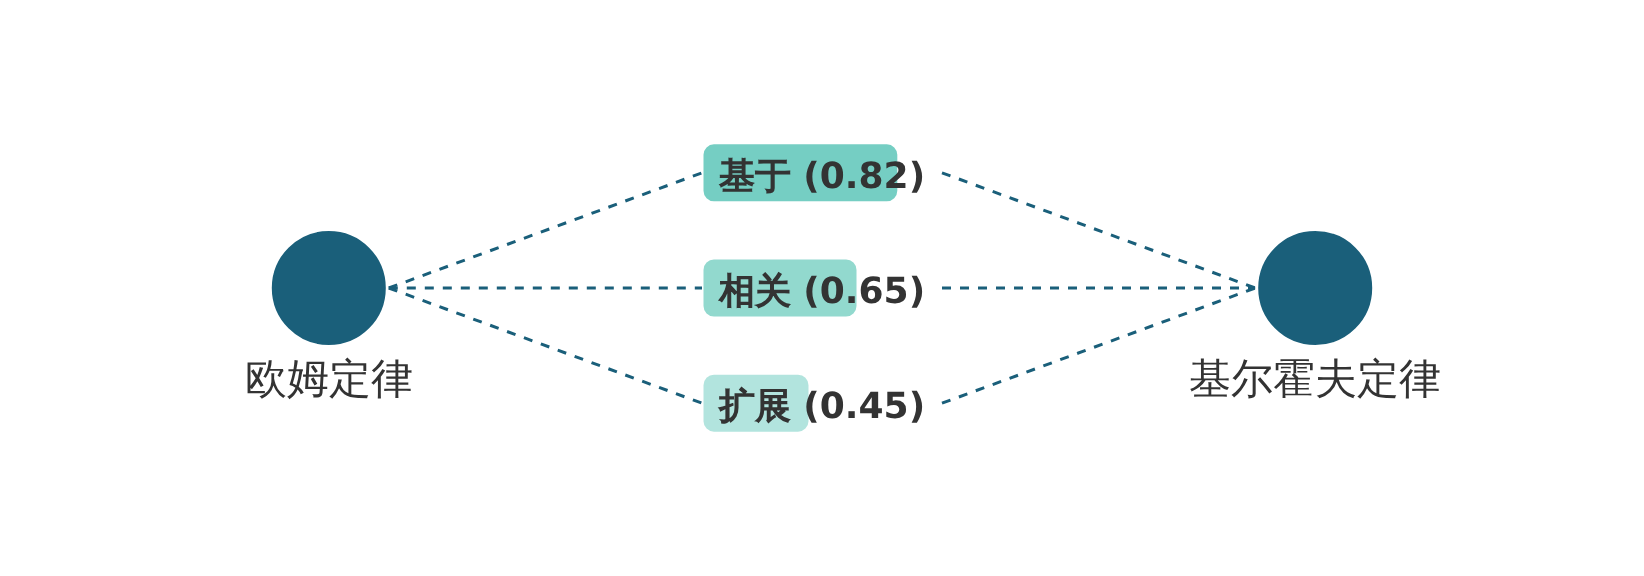 基于 (0.82)
相关 (0.65)
扩展 (0.45)
欧姆定律
基尔霍夫定律